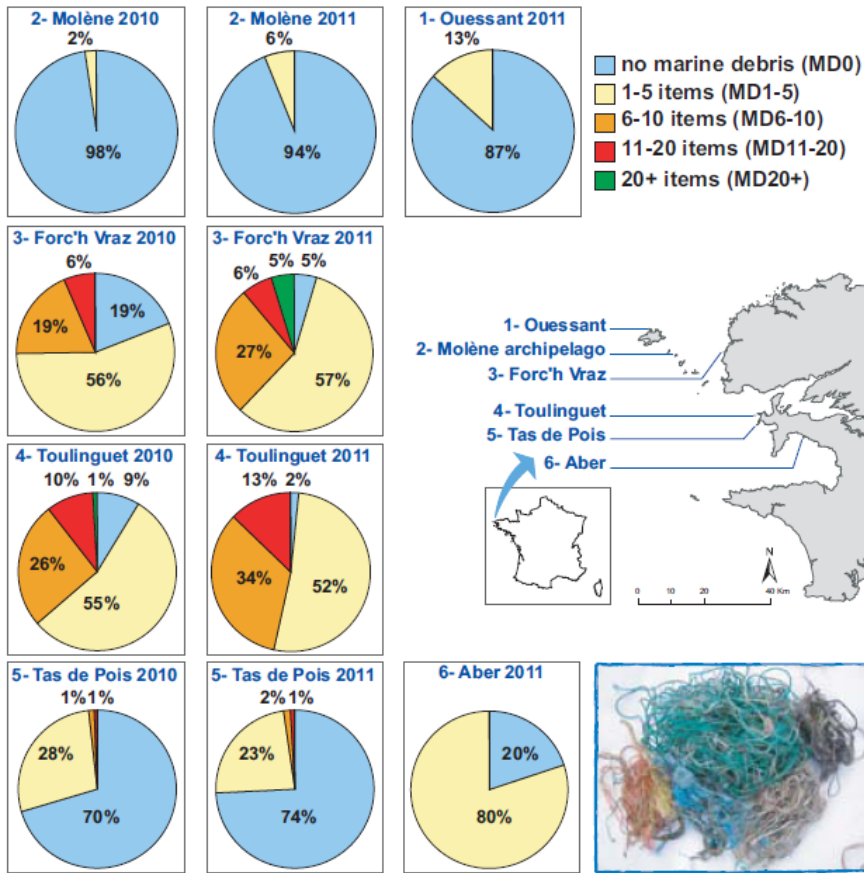 2- Molène 2010
2%
98%
2- Molène 2011
6%
94%
1- Ouessant 2011
13%
87%
no marine debris (MD0)
1-5 items (MD1-5)
6-10 items (MD6-10)
11-20 items (MD11-20)
20+ items (MD20+)
3- Forc'h Vraz 2010
6%
19%
19%
56%
3- Forc'h Vraz 2011
6%
5%
5%
27%
57%
1- Ouessant
2- Molène archipelago
3- Forc'h Vraz
4- Toulinguet
5- Tas de Pois
6- Aber
N
0
10
20
40 Km
4- Toulinguet 2010
10%
1%
9%
26%
55%
4- Toulinguet 2011
13%
2%
34%
52%
5- Tas de Pois 2010
1%
1%
28%
70%
5- Tas de Pois 2011
2%
1%
23%
74%
6- Aber 2011
20%
80%